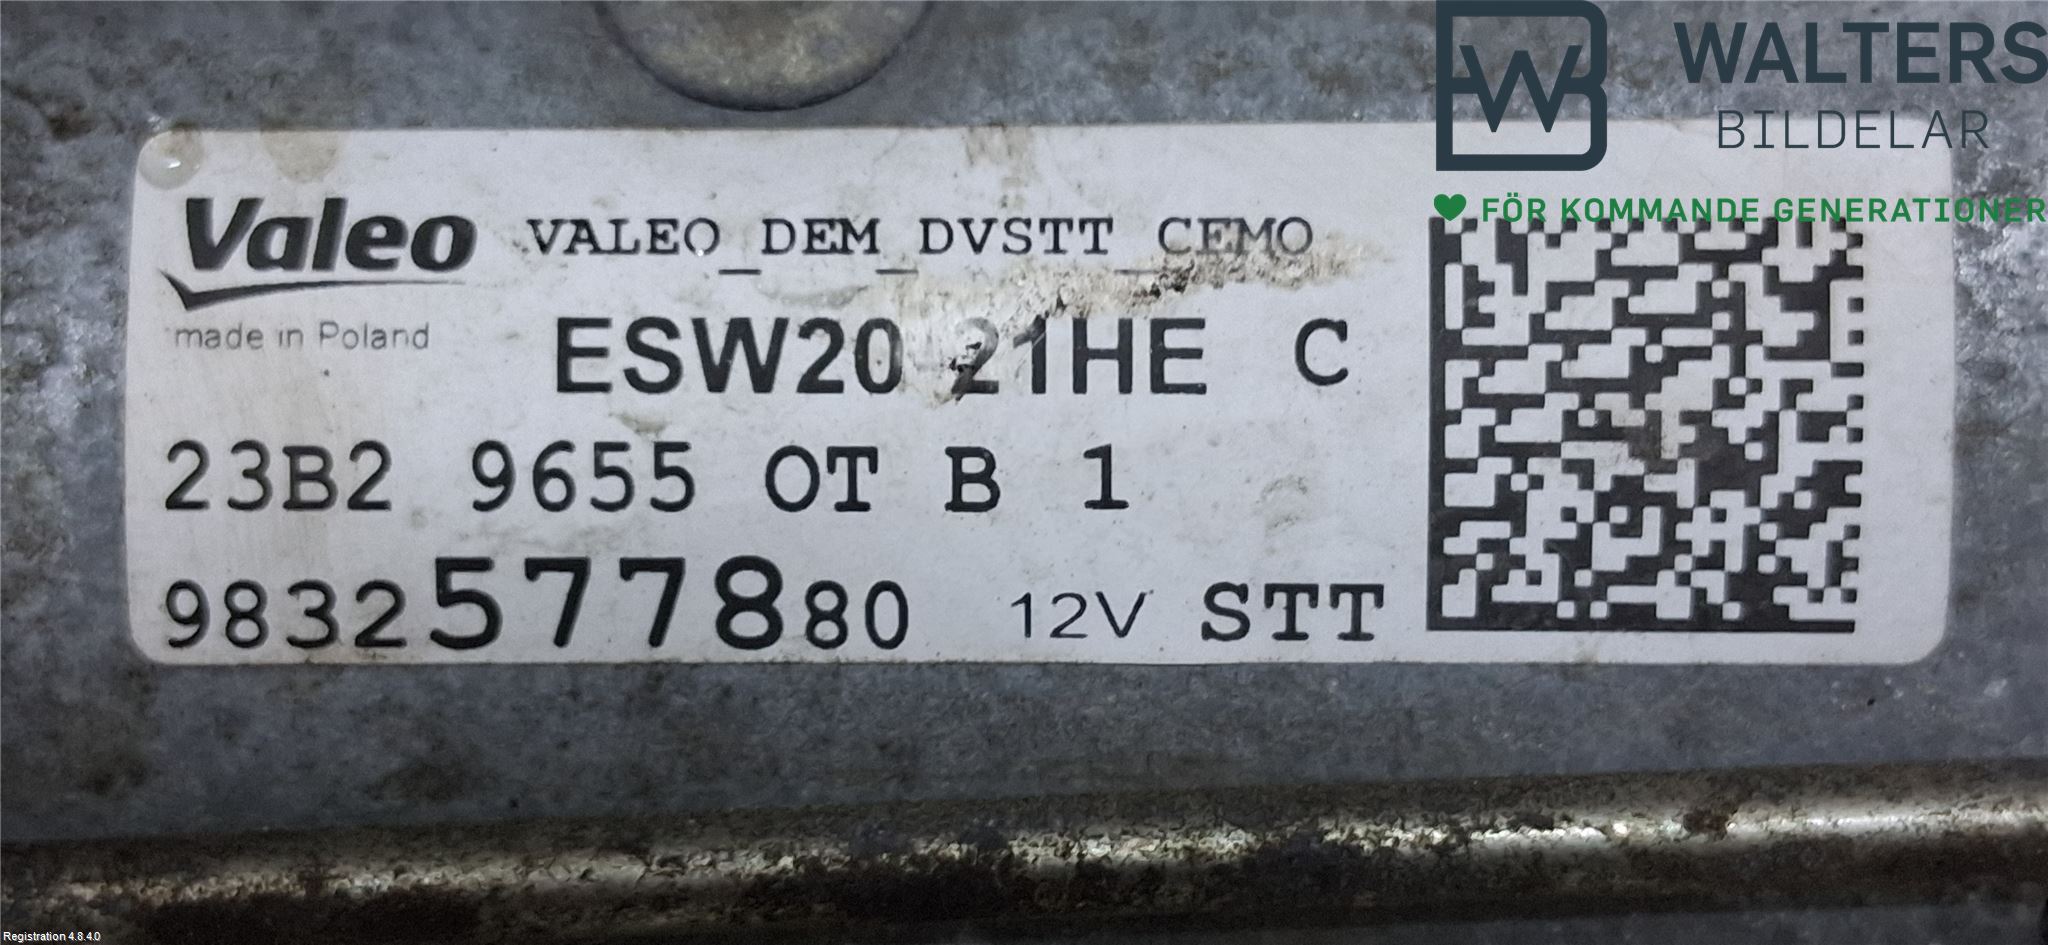 WALTERS
BILDELAR
FÖR KOMMANDE GENERATIONER
Valeo VALEO_DEM_DVSTT_CEMO
made in Poland
ESW20 21HE C
23B2 9655 OT B 1
9832577880 12V STT
Registration 4.8.4.0